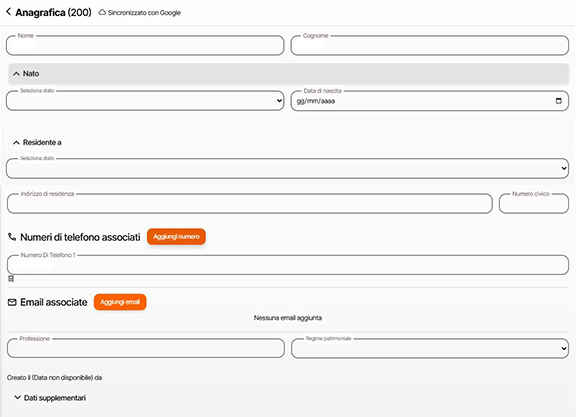 Anagrafica (200) Sincronizzato con Google
Nome Cognome
Nato
Seleziona stato Data di nascita
gg/mm/aaaa
Residente a
Seleziona stato
Indirizzo di residenza Numero civico
Numeri di telefono associati Aggiungi numero
Numero Di Telefono 1
Email associate Aggiungi email
Nessuna email aggiunta
Professione Regime patrimoniale
Creato il (Data non disponibile) da
Dati supplementari